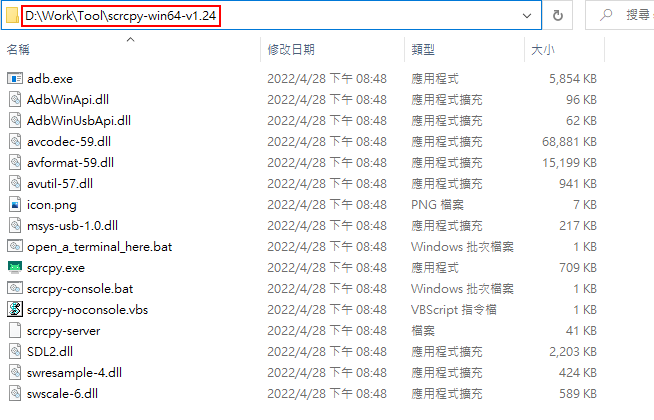 D:\Work\Tool\scrcpy-win64-v1.24 搜尋
名稱 修改日期 類型 大小
adb.exe 2022/4/28 下午 08:48 應用程式 5,854 KB
AdbWinApi.dll 2022/4/28 下午 08:48 應用程式擴充 96 KB
AdbWinUsbApi.dll 2022/4/28 下午 08:48 應用程式擴充 62 KB
avcodec-59.dll 2022/4/28 下午 08:48 應用程式擴充 68,881 KB
avformat-59.dll 2022/4/28 下午 08:48 應用程式擴充 15,199 KB
avutil-57.dll 2022/4/28 下午 08:48 應用程式擴充 941 KB
icon.png 2022/4/28 下午 08:48 PNG 檔案 7 KB
msys-usb-1.0.dll 2022/4/28 下午 08:48 應用程式擴充 217 KB
open_a_terminal_here.bat 2022/4/28 下午 08:48 Windows 批次檔案 1 KB
scrcpy.exe 2022/4/28 下午 08:48 應用程式 709 KB
scrcpy-console.bat 2022/4/28 下午 08:48 Windows 批次檔案 1 KB
scrcpy-noconsole.vbs 2022/4/28 下午 08:48 VBScript 指令檔 1 KB
scrcpy-server 2022/4/28 下午 08:48 檔案 41 KB
SDL2.dll 2022/4/28 下午 08:48 應用程式擴充 2,203 KB
swresample-4.dll 2022/4/28 下午 08:48 應用程式擴充 424 KB
swscale-6.dll 2022/4/28 下午 08:48 應用程式擴充 589 KB